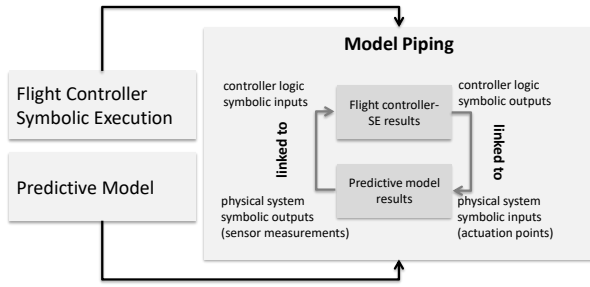 Model Piping
Flight Controller
Symbolic Execution
Predictive Model
controller logic
symbolic inputs
Flight controller-
SE results
controller logic
symbolic outputs
linked to
linked to
Predictive model
results
physical system
symbolic outputs
(sensor measurements)
physical system
symbolic inputs
(actuation points)